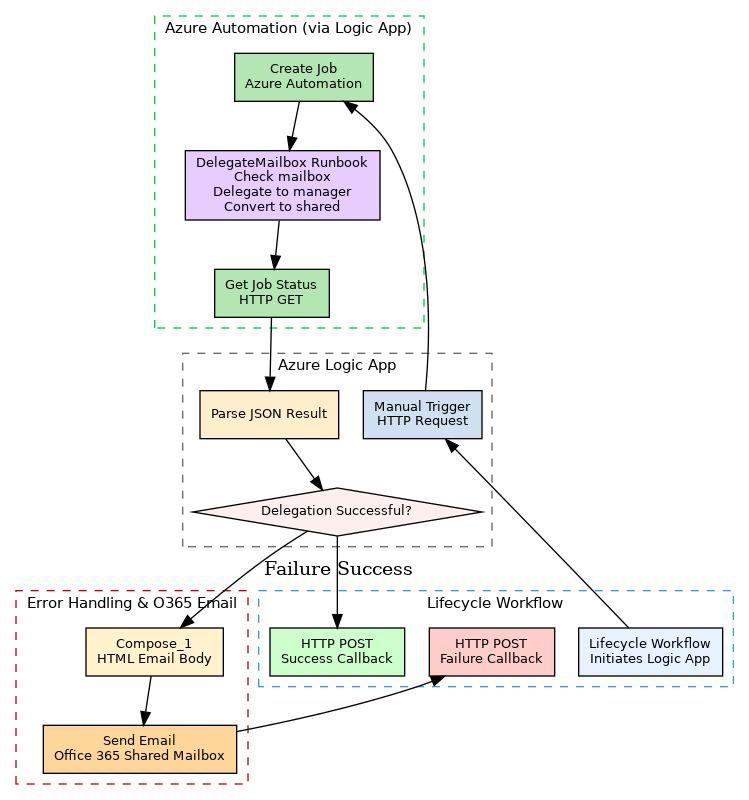 Azure Automation (via Logic App)
Create Job
Azure Automation
DelegateMailbox Runbook
Check mailbox
Delegate to manager
Convert to shared
Get Job Status
HTTP GET
Azure Logic App
Parse JSON Result
Manual Trigger
HTTP Request
Delegation Successful?
Failure
Success
Error Handling & O365 Email
Lifecycle Workflow
Compose_1
HTML Email Body
HTTP POST
Success Callback
HTTP POST
Failure Callback
Lifecycle Workflow
Initiates Logic App
Send Email
Office 365 Shared Mailbox